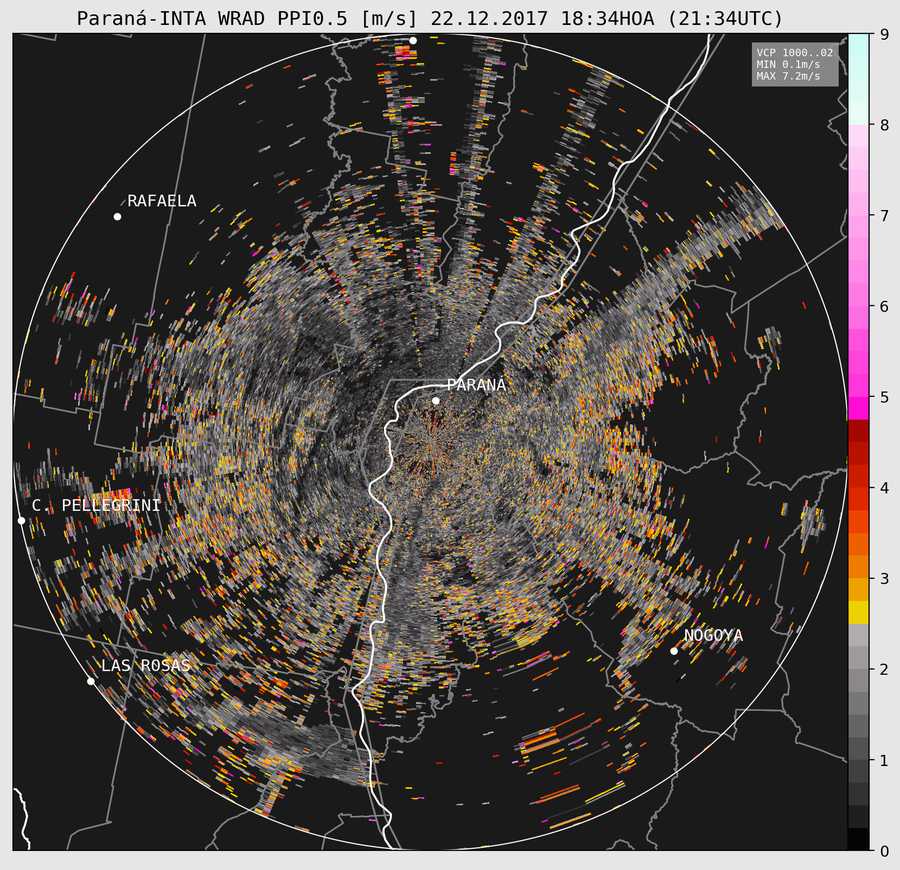 Paraná-INTA WRAD PPI0.5 [m/s] 22.12.2017 18:34HOA (21:34UTC)
VCP 1000..02
MIN 0.1m/s
MAX 7.2m/s
RAFAELA
PARANA
C. PELLEGRINI
NOGOYA
LAS ROSAS
9
8
7
6
5
4
3
2
1
0